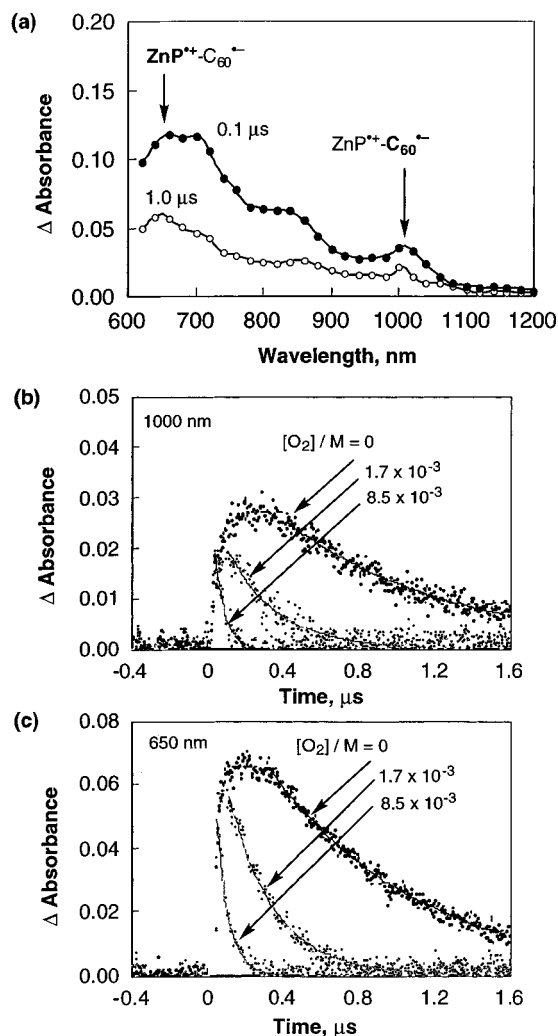 (a)
0.20
0.15
0.10
0.05
0.00
Δ Absorbance
ZnP•+-C60•−
0.1 μs
1.0 μs
ZnP•+-C60•−
600 700 800 900 1000 1100 1200
Wavelength, nm
(b)
0.05
0.04
0.03
0.02
0.01
0.00
Δ Absorbance
1000 nm
[O2] / M = 0
1.7 x 10-3
8.5 x 10-3
-0.4 0 0.4 0.8 1.2 1.6
Time, μs
(c)
0.08
0.06
0.04
0.02
0.00
Δ Absorbance
650 nm
[O2] / M = 0
1.7 x 10-3
8.5 x 10-3
-0.4 0 0.4 0.8 1.2 1.6
Time, μs